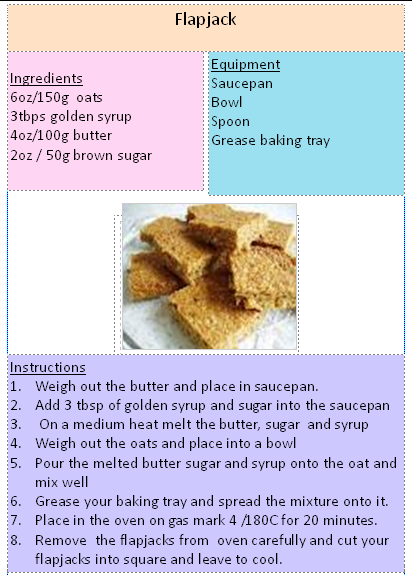 Flapjack
Ingredients
6oz/150g oats
3tbps golden syrup
4oz/100g butter
2oz / 50g brown sugar
Equipment
Saucepan
Bowl
Spoon
Grease baking tray
Instructions
1. Weigh out the butter and place in saucepan.
2. Add 3 tbsp of golden syrup and sugar into the saucepan
3. On a medium heat melt the butter, sugar and syrup
4. Weigh out the oats and place into a bowl
5. Pour the melted butter sugar and syrup onto the oat and
mix well
6. Grease your baking tray and spread the mixture onto it.
7. Place in the oven on gas mark 4 /180C for 20 minutes.
8. Remove the flapjacks from oven carefully and cut your
flapjacks into square and leave to cool.